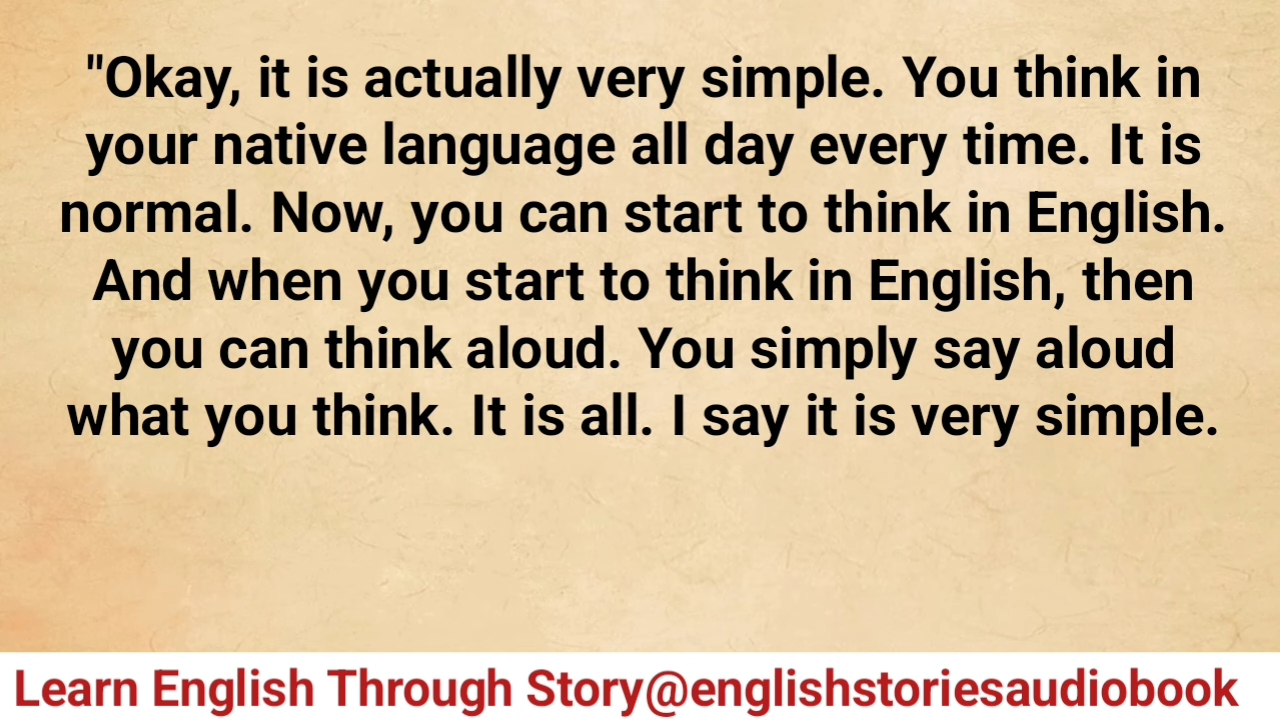 "Okay, it is actually very simple. You think in
your native language all day every time. It is
normal. Now, you can start to think in English.
And when you start to think in English, then
you can think aloud. You simply say aloud
what you think. It is all. I say it is very simple.
Learn English Through Story@englishstoriesaudiobook